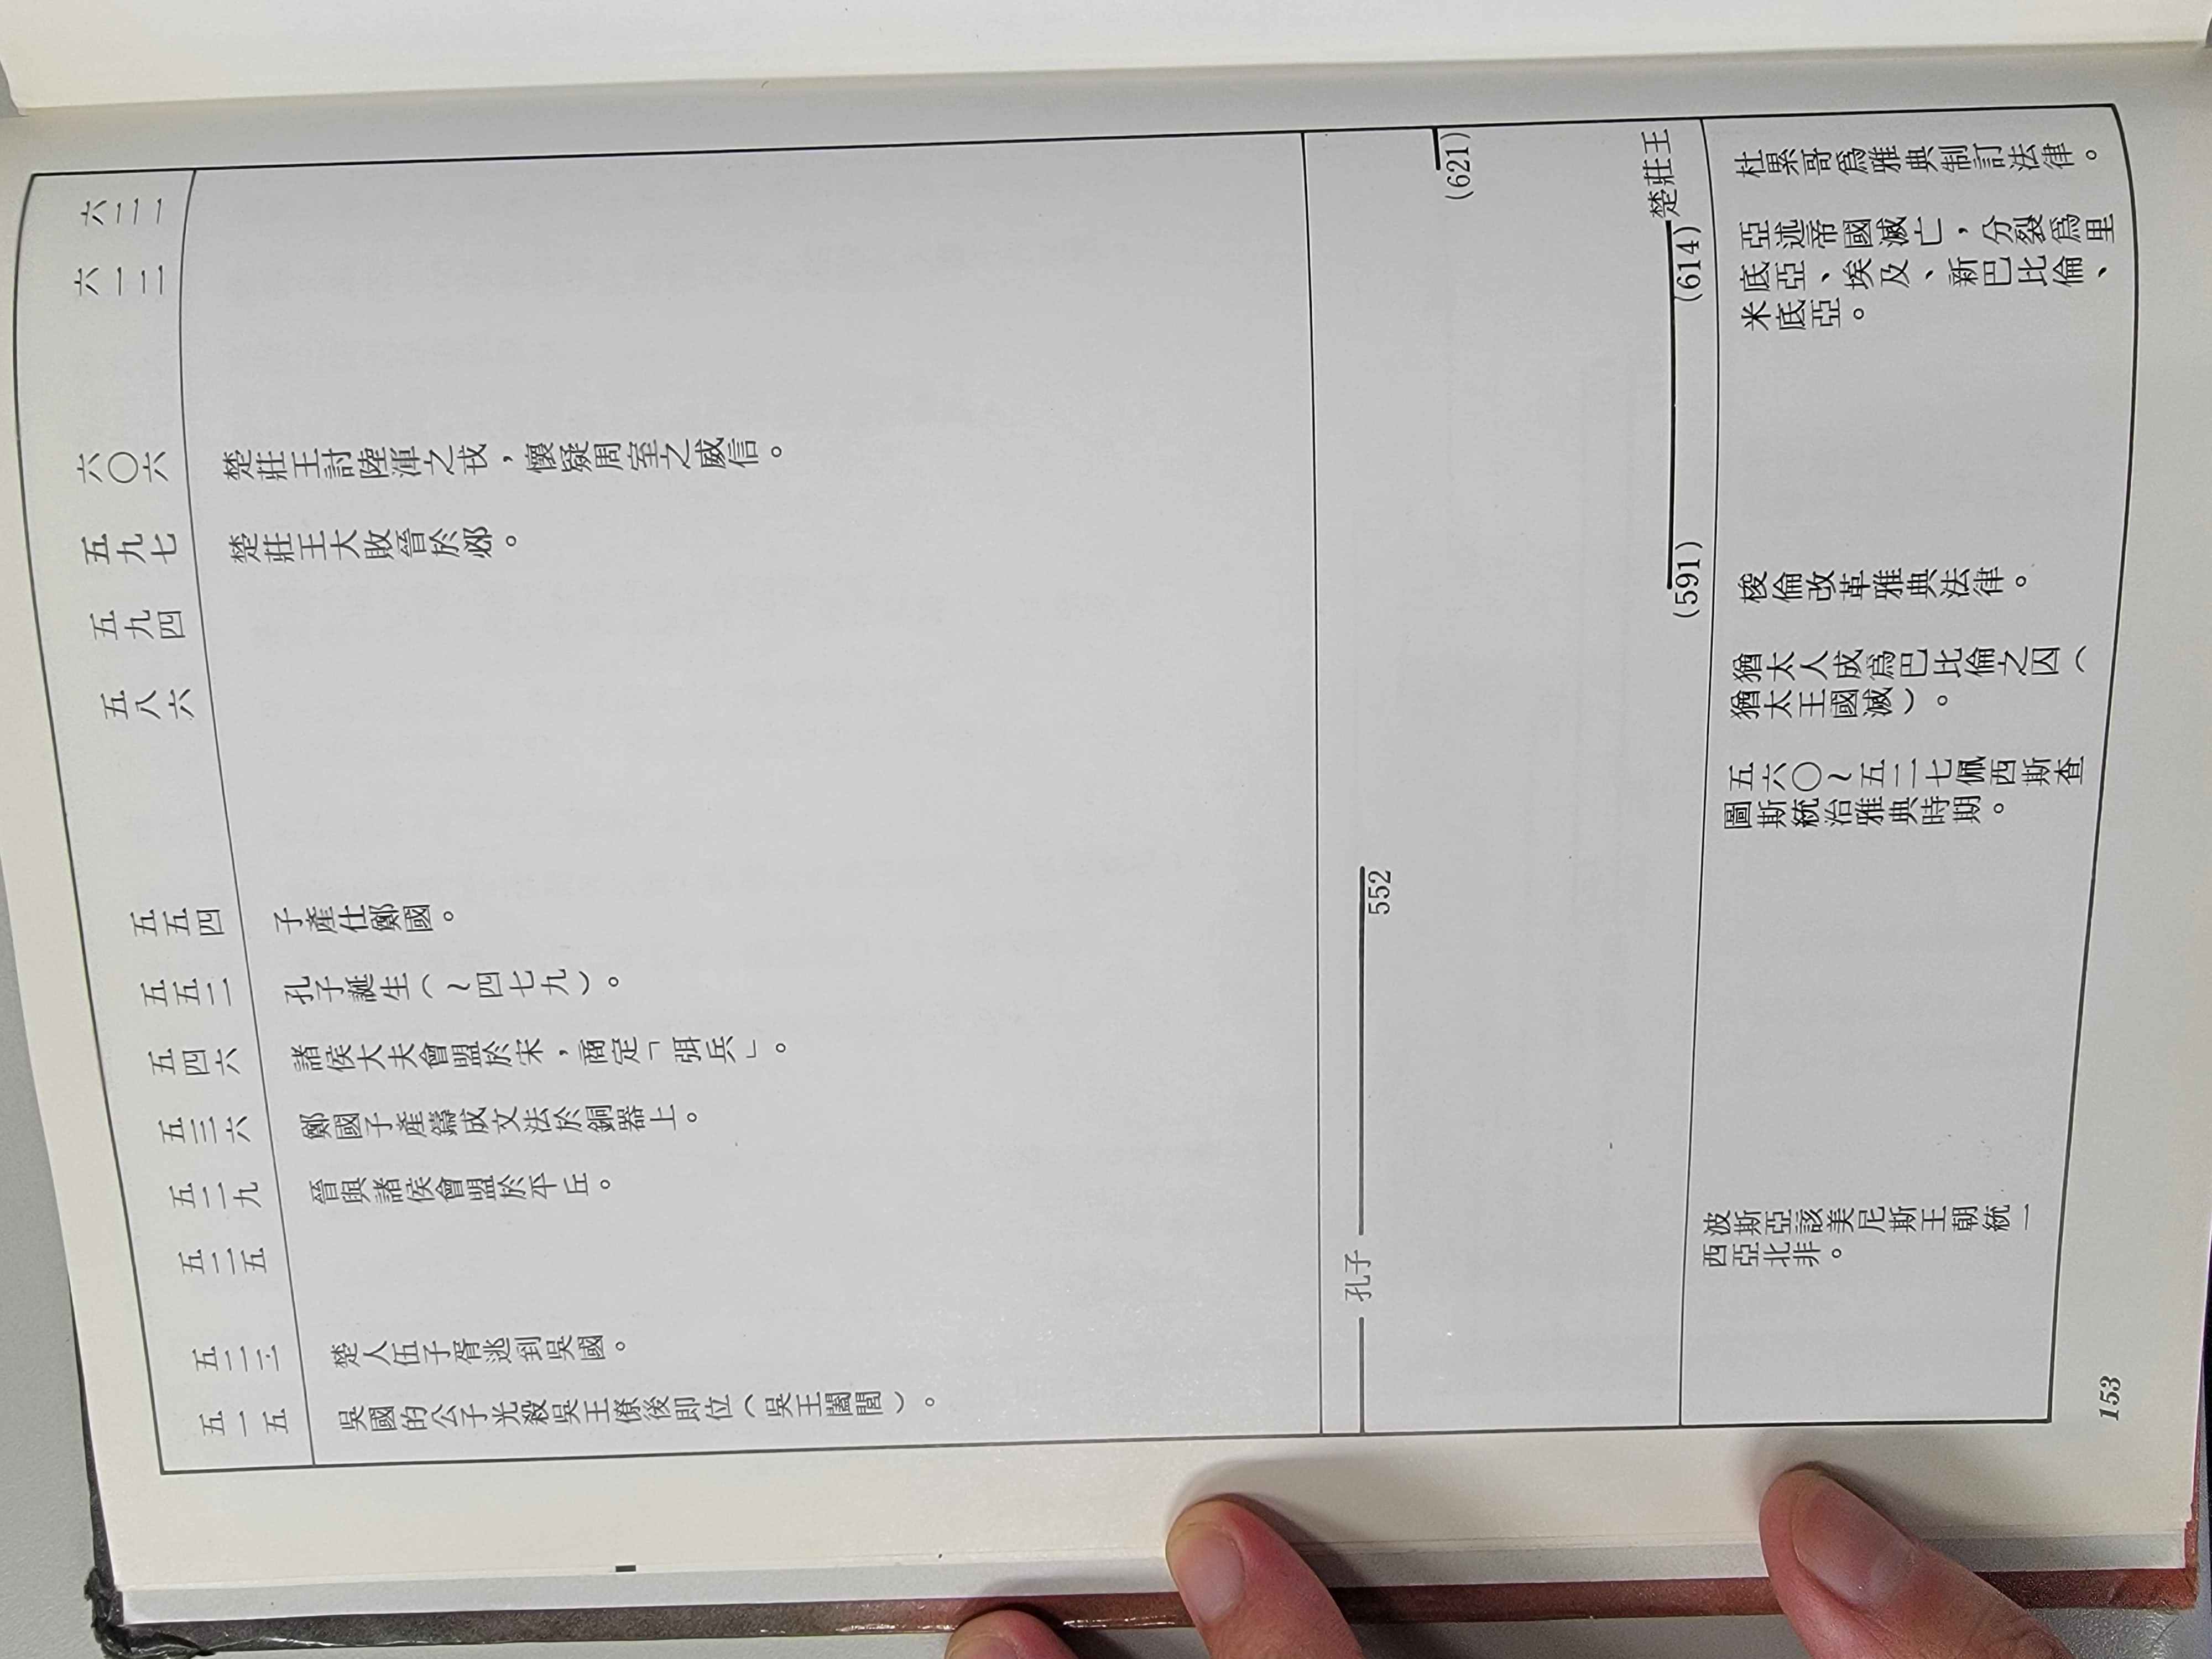 六二一
六一二
六〇六
五九七
五九四
五八六
五五四
五五二
五四六
五三六
五二九
五二五
五二二
五一五
楚莊王討陸渾之戎，懷疑周室之威信。
楚莊王大敗晉於邲。
子產仕鄭國。
孔子誕生（～四七九）。
諸侯大夫會盟於宋，商定「弭兵」。
鄭國子產鑄成文法於銅器上。
晉與諸侯會盟於平丘。
楚人伍子胥逃到吳國。
吳國的公子光殺吳王僚後即位（吳王闔閭）。
孔子
552
(621)
楚莊王
(614)
(591)
杜累哥爲雅典制訂法律。
亞述帝國滅亡，分裂爲里
底亞、埃及、新巴比倫、
米底亞。
梭倫改革雅典法律。
猶太人成爲巴比倫之囚（
猶太王國滅）。
五六〇～五二七佩西斯查
圖斯統治雅典時期。
波斯亞該美尼斯王朝統一
西亞北非。
153